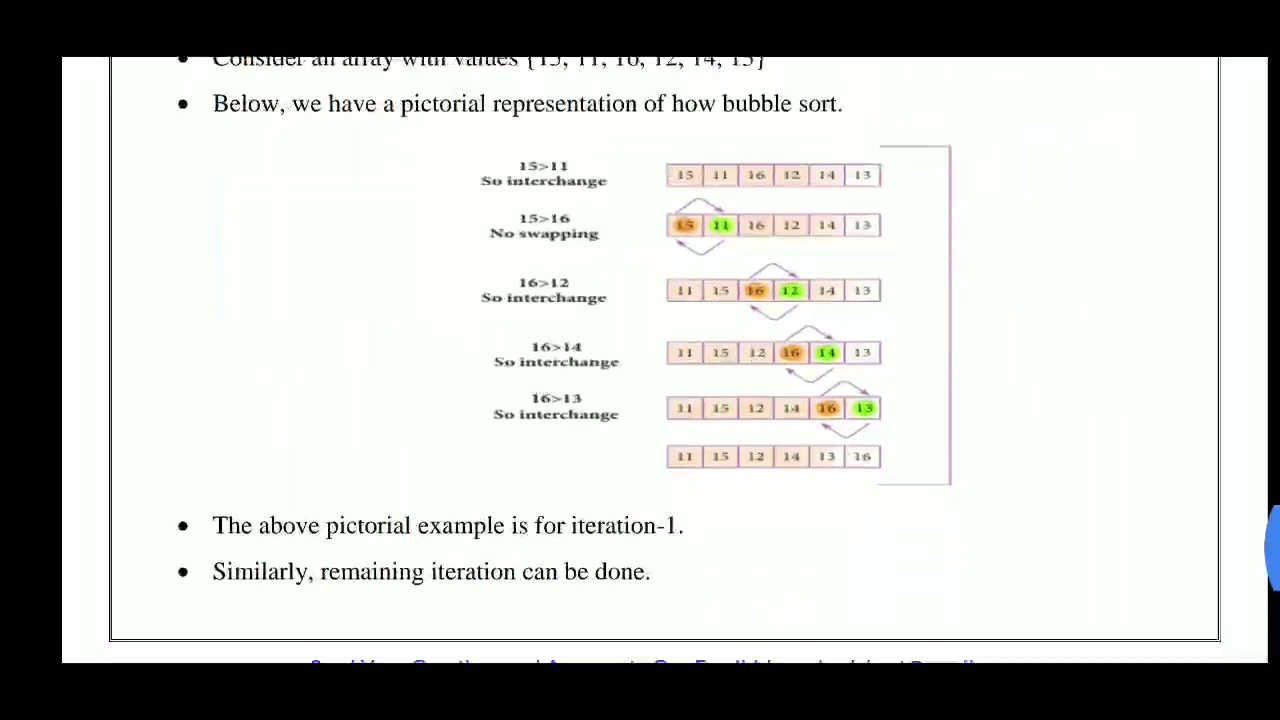 Consider an array with values {15, 11, 16, 12, 14, 13}
Below, we have a pictorial representation of how bubble sort.
15>11
So interchange
15 11 16 12 14 13
15>16
No swapping
15 11 16 12 14 13
16>12
So interchange
11 15 16 12 14 13
16>14
So interchange
11 15 12 16 14 13
16>13
So interchange
11 15 12 14 16 13
11 15 12 14 13 16
The above pictorial example is for iteration-1.
Similarly, remaining iteration can be done.